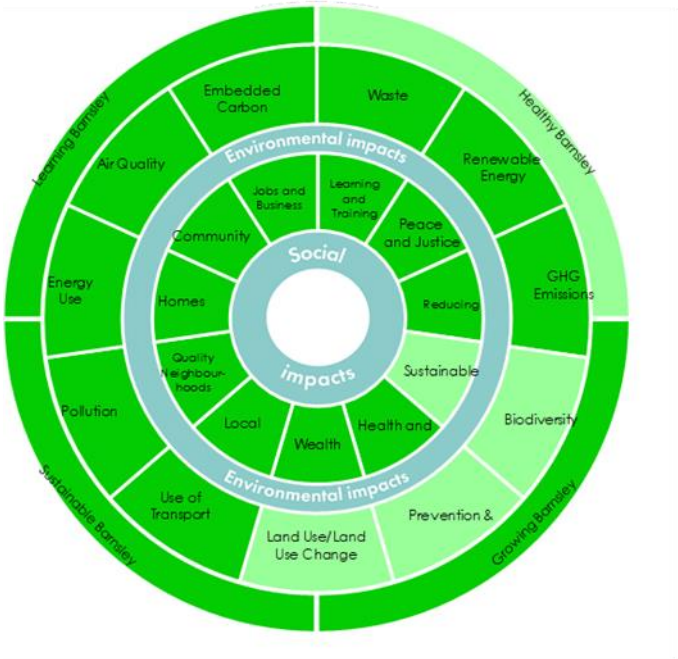 Learning Barnsley
Healthy Barnsley
Growing Barnsley
Sustainable Barnsley
Waste
Renewable
Energy
GHG
Emissions
Biodiversity
Prevention &
Land Use/Land
Use Change
Use of
Transport
Pollution
Energy
Use
Air Quality
Embedded
Carbon
Environmental impacts
Environmental impacts
Learning
and
Training
Peace
and Justice
Reducing
Sustainable
Health and
Wealth
Local
Quality
Neighbour-
hoods
Homes
Community
Jobs and
Business
Social
impacts